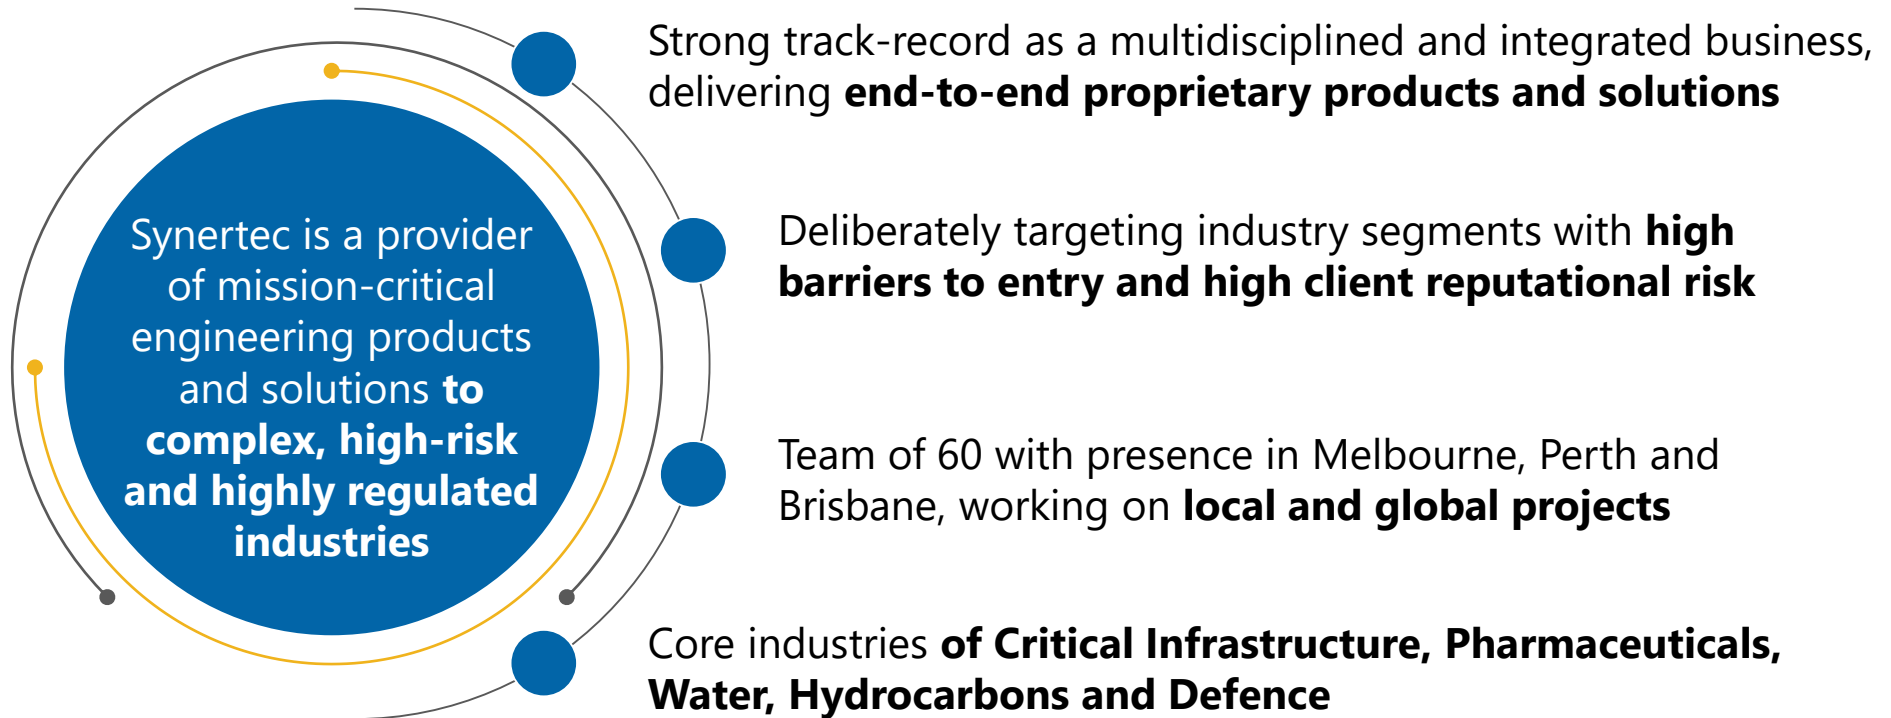 Strong track-record as a multidisciplined and integrated business,
delivering end-to-end proprietary products and solutions
Synertec is a provider
of mission-critical
engineering products
and solutions to
complex, high-risk
and highly regulated
industries
Deliberately targeting industry segments with high
barriers to entry and high client reputational risk
Team of 60 with presence in Melbourne, Perth and
Brisbane, working on local and global projects
Core industries of Critical Infrastructure, Pharmaceuticals,
Water, Hydrocarbons and Defence